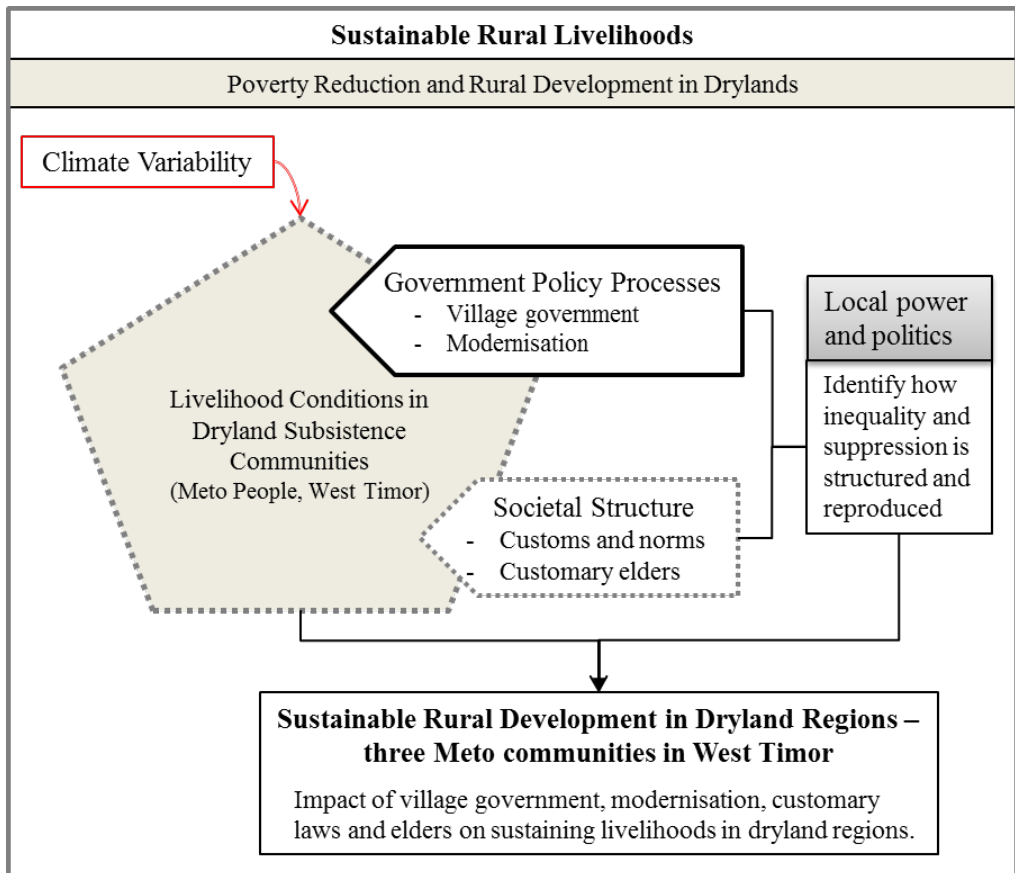 Sustainable Rural Livelihoods
Poverty Reduction and Rural Development in Drylands
Climate Variability
Government Policy Processes
- Village government
- Modernisation
Local power
and politics
Identify how
inequality and
suppression is
structured and
reproduced
Livelihood Conditions in
Dryland Subsistence
Communities
(Meto People, West Timor)
Societal Structure
- Customs and norms
- Customary elders
Sustainable Rural Development in Dryland Regions –
three Meto communities in West Timor
Impact of village government, modernisation, customary
laws and elders on sustaining livelihoods in dryland regions.